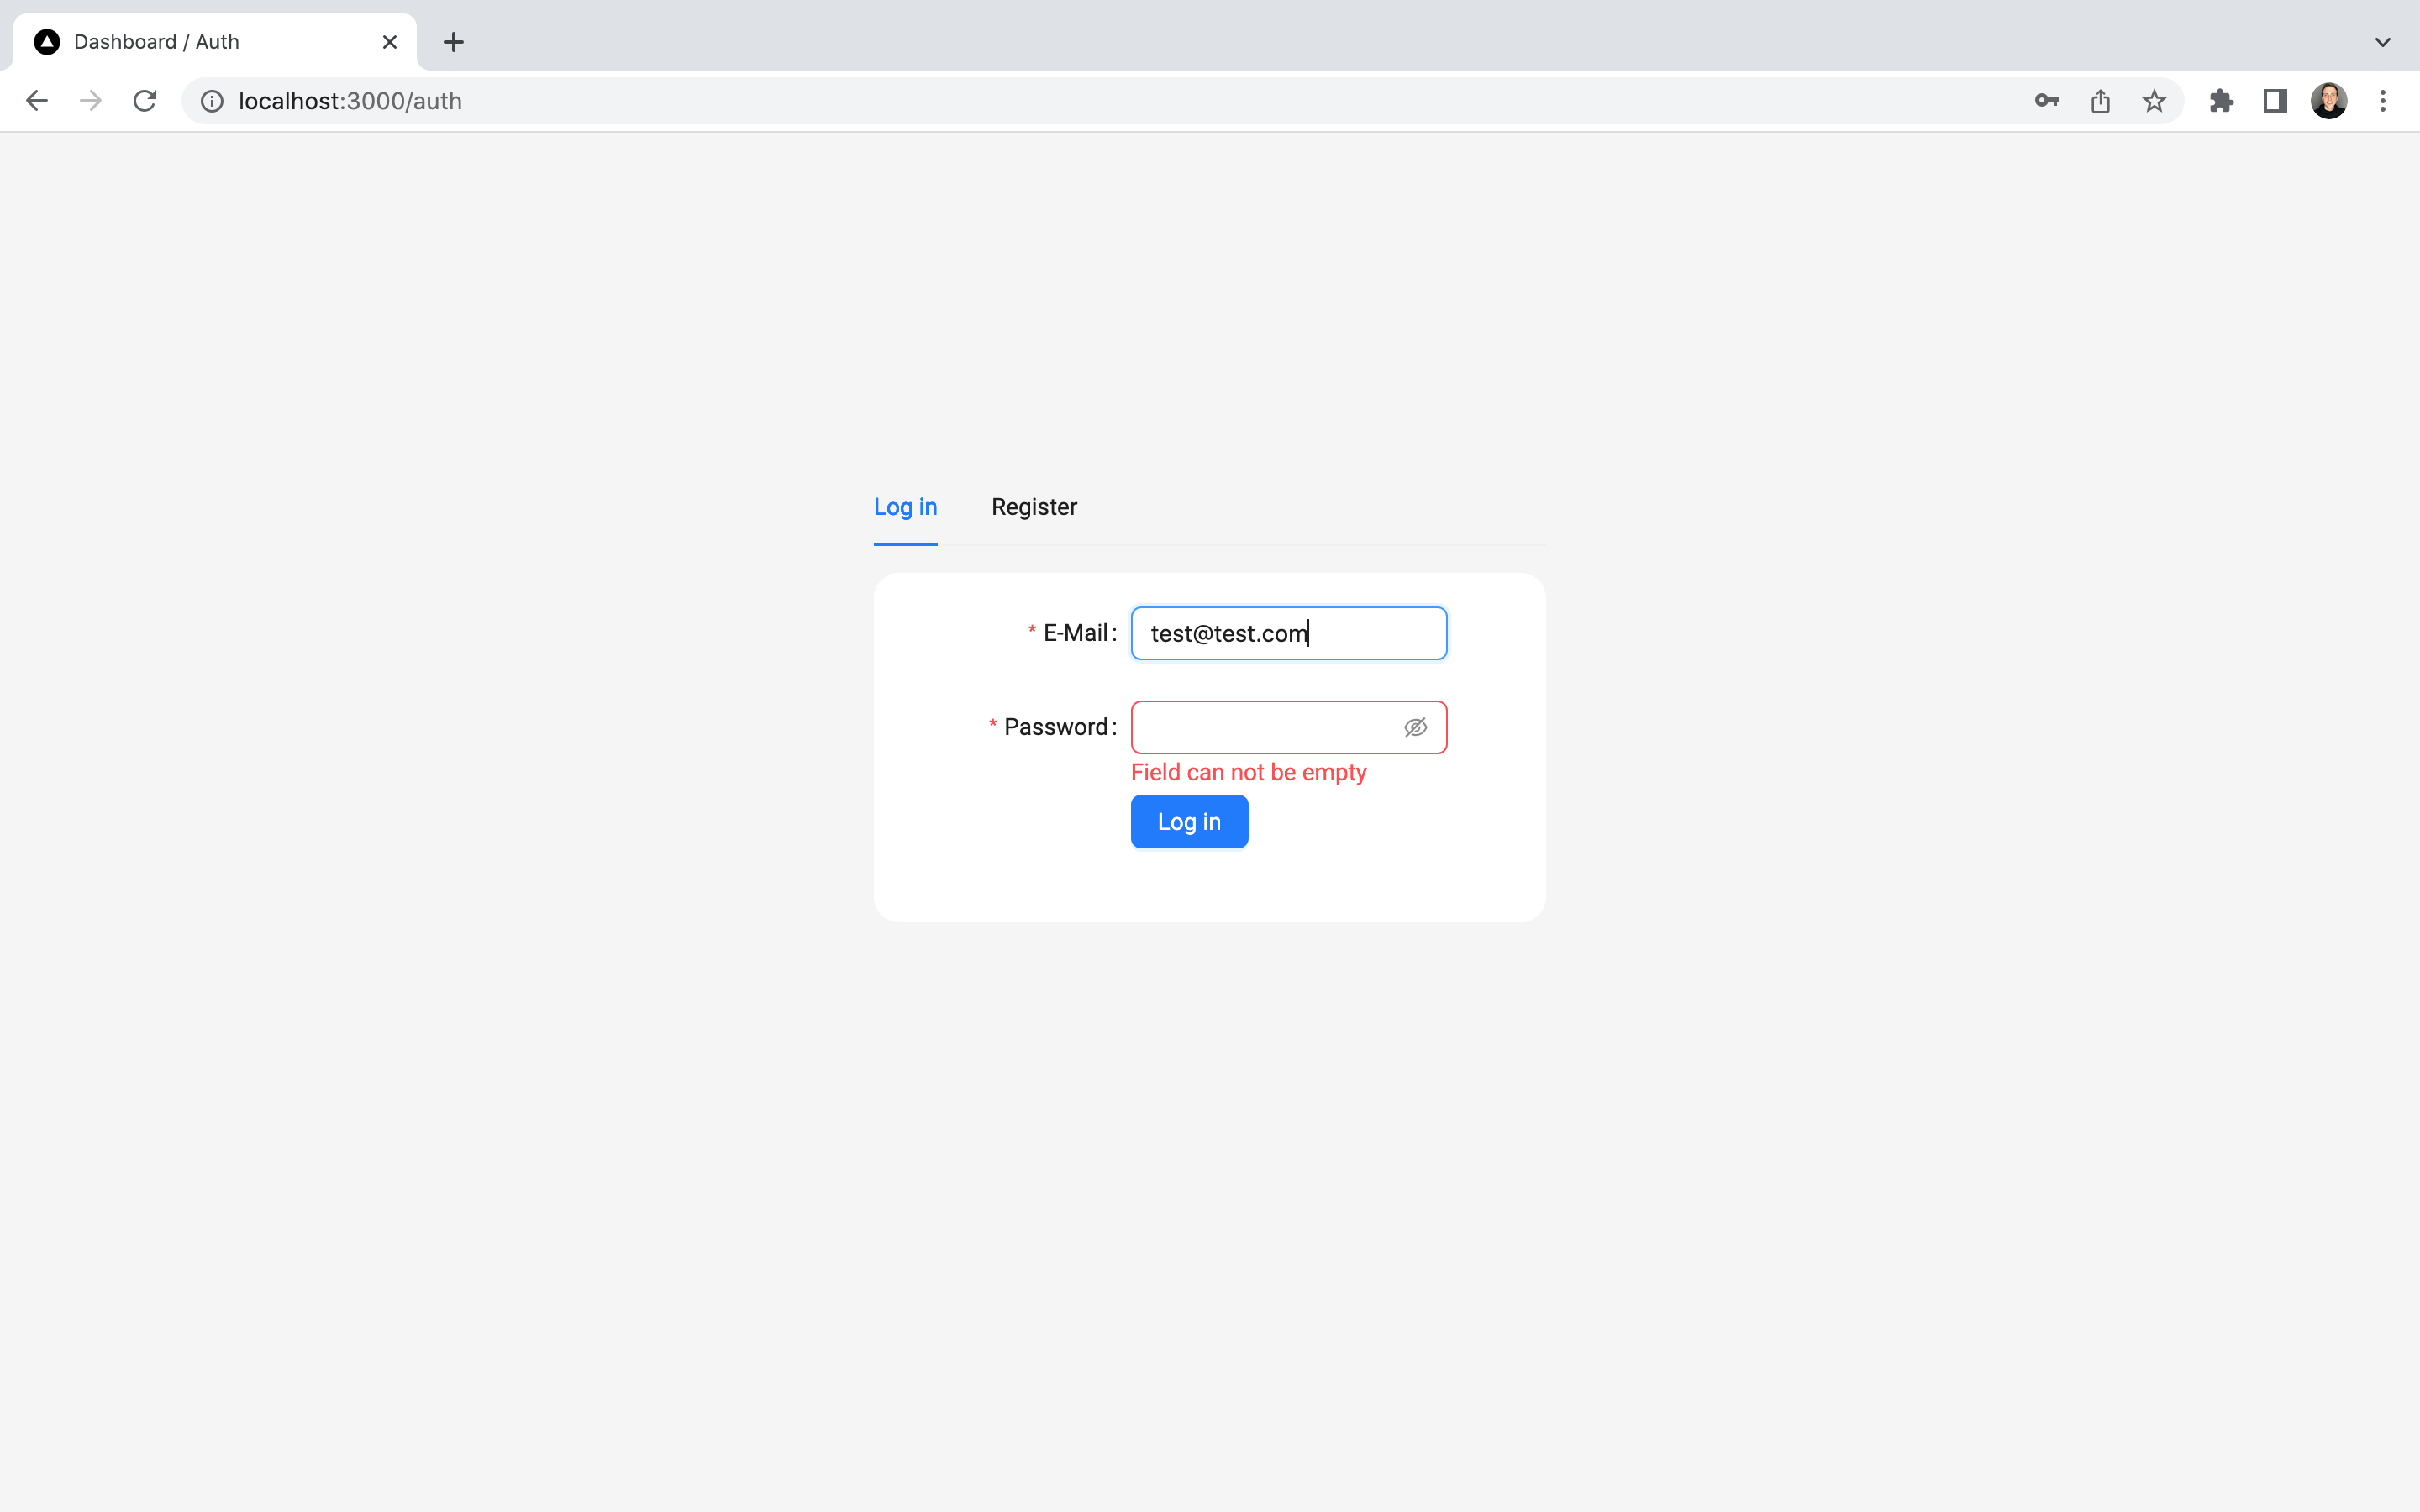 Dashboard / Auth
localhost:3000/auth
Log in Register
* E-Mail: test@test.com
* Password:
Field can not be empty
Log in